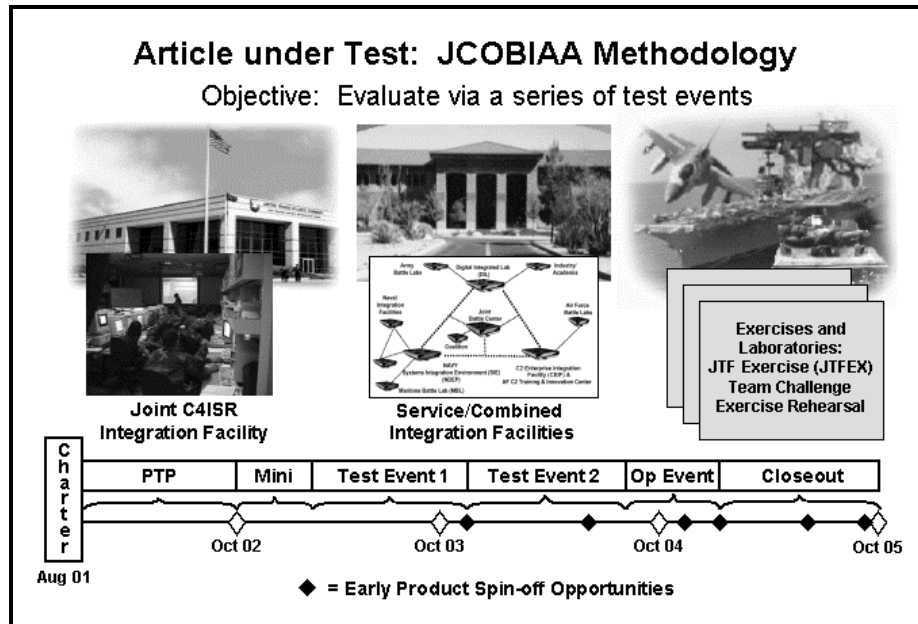 Article under Test: JCOBIAA Methodology
Objective: Evaluate via a series of test events
Army
Battle Labs
Digital Integrated Lab
(DIL)
Industry/
Academia
Naval
Integration
Facilities
Joint
Battle Center
Air Force
Battle Labs
Coalition
NAVY
Systems Integration Environment (SIE)
(NDEP)
Maritime Battle Lab (MBL)
C2 Enterprise Integration
Facility (CEIF) &
AF C2 Training & Innovation Center
Joint C4ISR
Integration Facility
Service/Combined
Integration Facilities
Exercises and
Laboratories:
JTF Exercise (JTFEX)
Team Challenge
Exercise Rehearsal
Charter
PTP
Mini
Test Event 1
Test Event 2
Op Event
Closeout
Aug 01
Oct 02
Oct 03
Oct 04
Oct 05
= Early Product Spin-off Opportunities